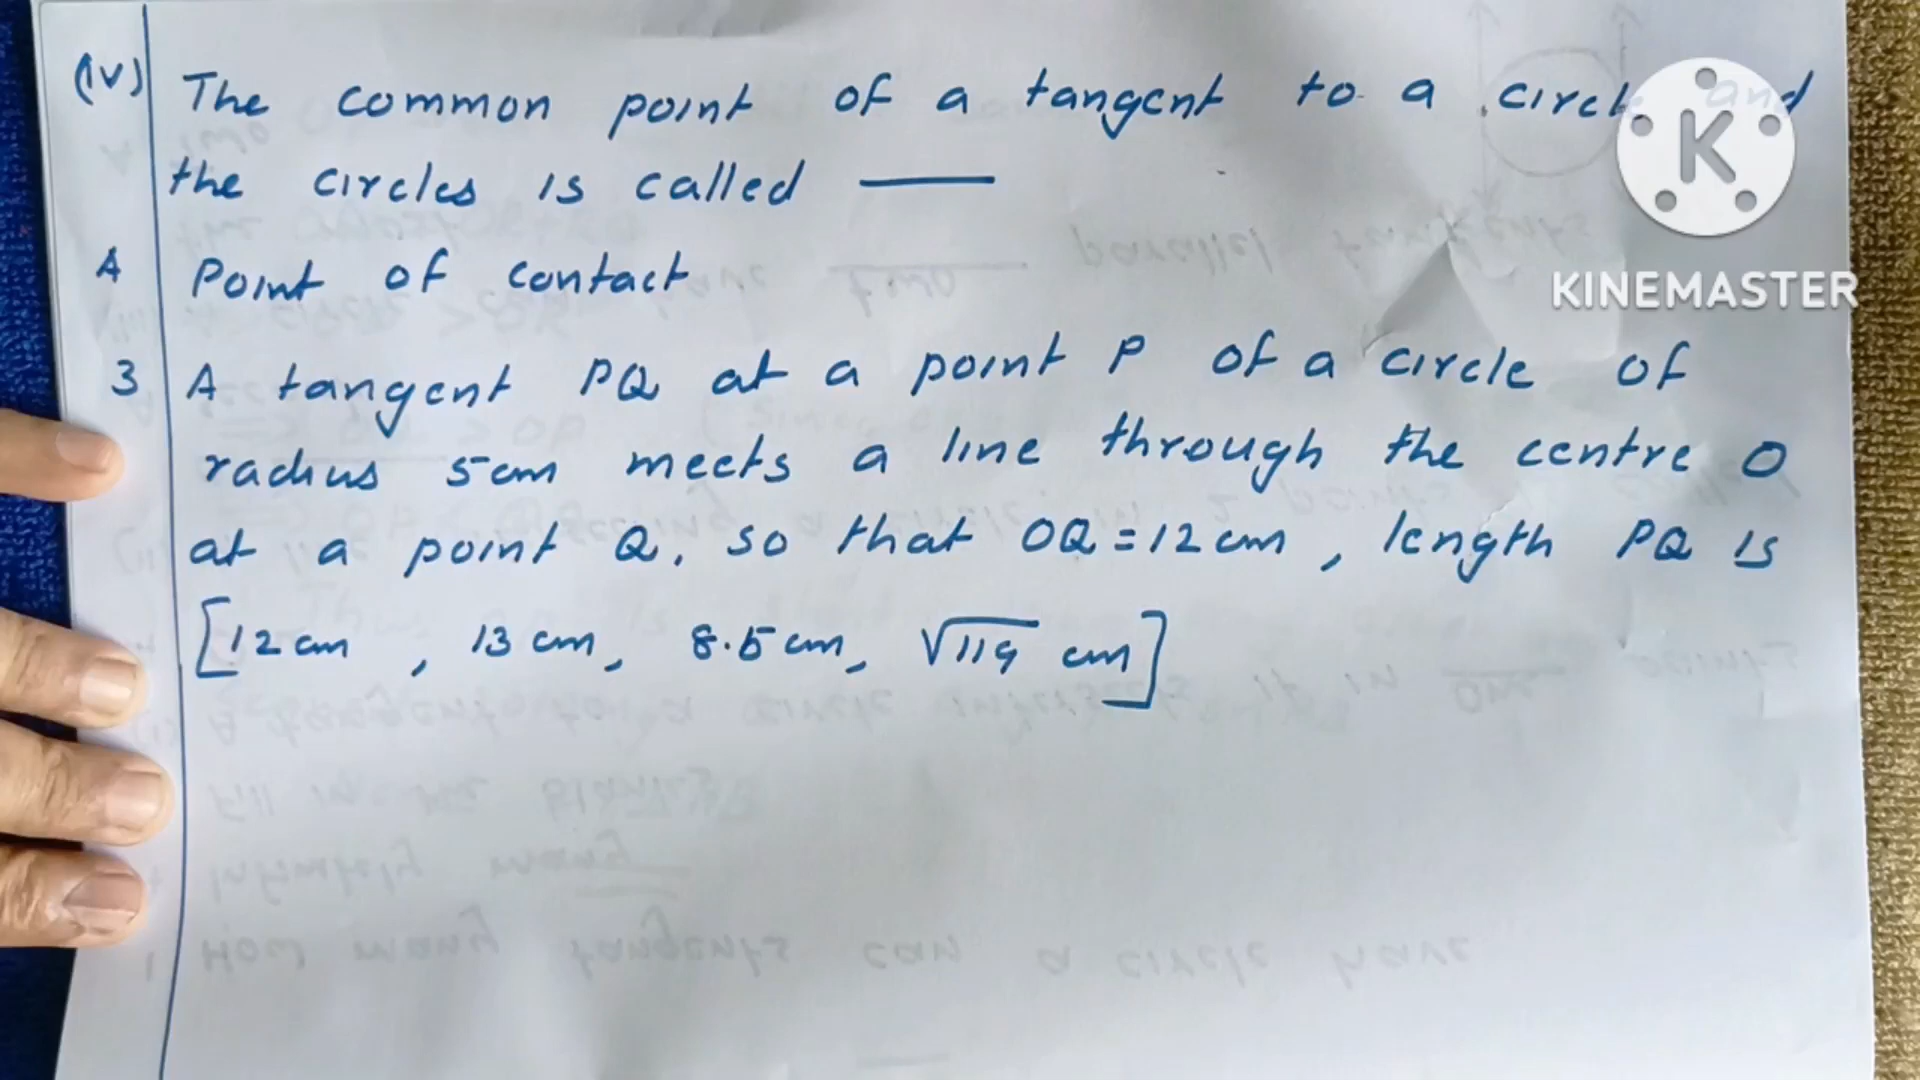 (iv) The common point of a tangent to a circle and
the circles is called ——
A Point of contact
3 A tangent PQ at a point P of a circle of
radius 5cm meets a line through the centre O
at a point Q, so that OQ = 12 cm, length PQ is
[12 cm, 13 cm, 8.5 cm, √119 cm]
K
KINEMASTER